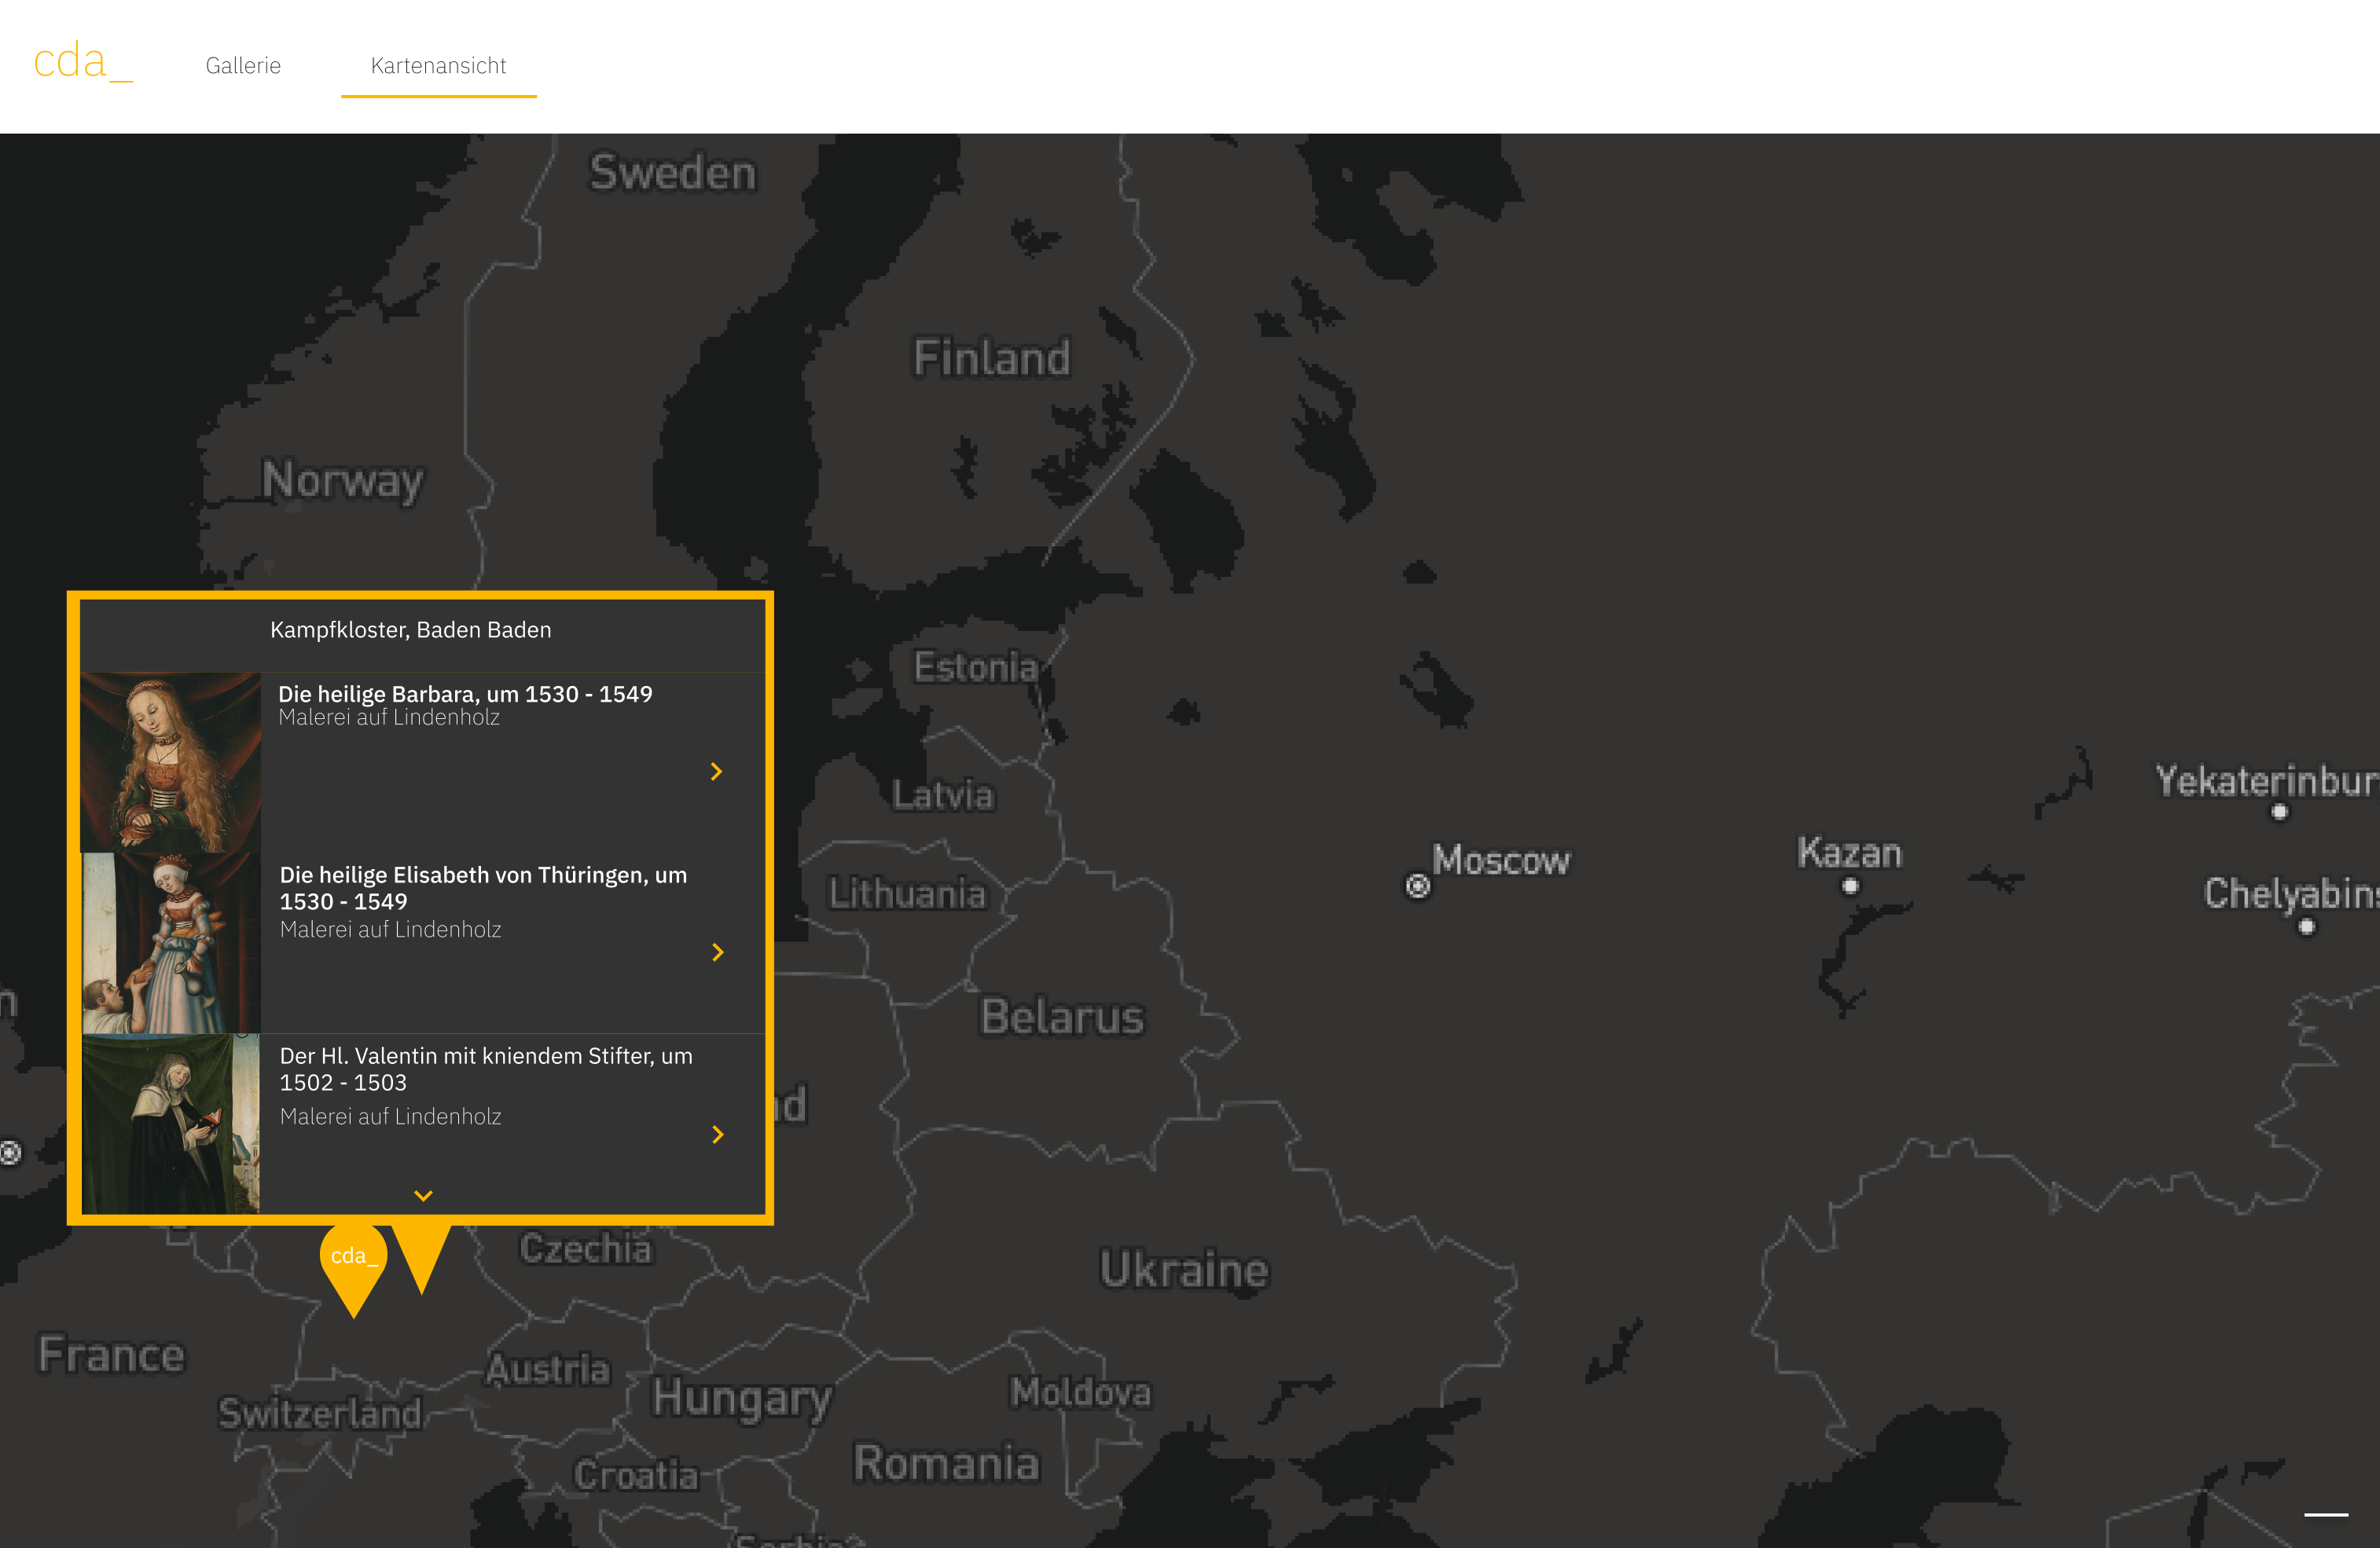 cda_
Gallerie
Kartenansicht
Sweden
Finland
Norway
Kampfkloster, Baden Baden
Die heilige Barbara, um 1530 - 1549
Malerei auf Lindenholz
Die heilige Elisabeth von Thüringen, um
1530 - 1549
Malerei auf Lindenholz
Der Hl. Valentin mit kniendem Stifter, um
1502 - 1503
Malerei auf Lindenholz
cda_
Estonia
Latvia
Lithuania
Moscow
Kazan
Yekaterinbur
Chelyabins
Belarus
Czechia
Ukraine
France
Austria
Switzerland
Hungary
Moldova
Croatia
Romania
Serbia